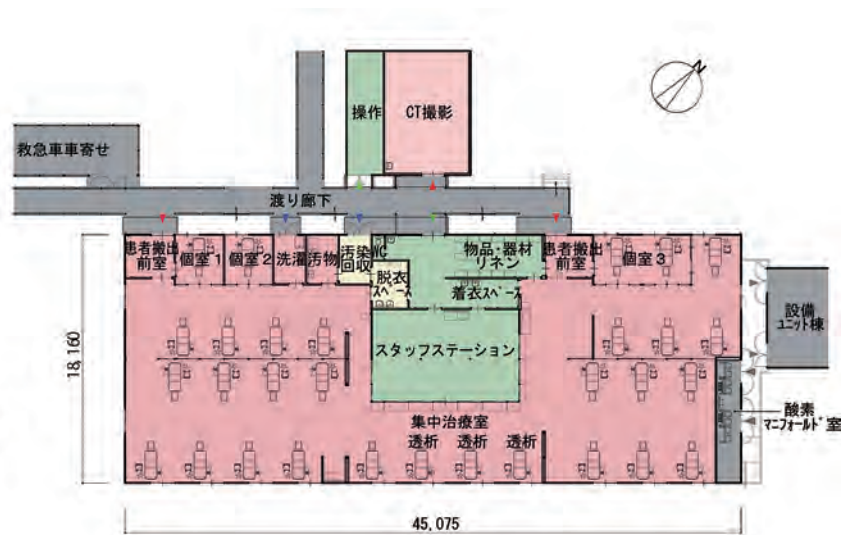 N
操作
CT撮影
救急車車寄せ
渡り廊下
患者搬出
前室
個室 1
個室 2
洗濯
汚物
汚染
回収
WC
脱衣
スペース
物品・器材
リネン
着衣スペース
患者搬出
前室
個室 3
設備
ユニット棟
スタッフステーション
18,160
集中治療室
透析
透析
透析
酸素
マニフォールド室
45,075